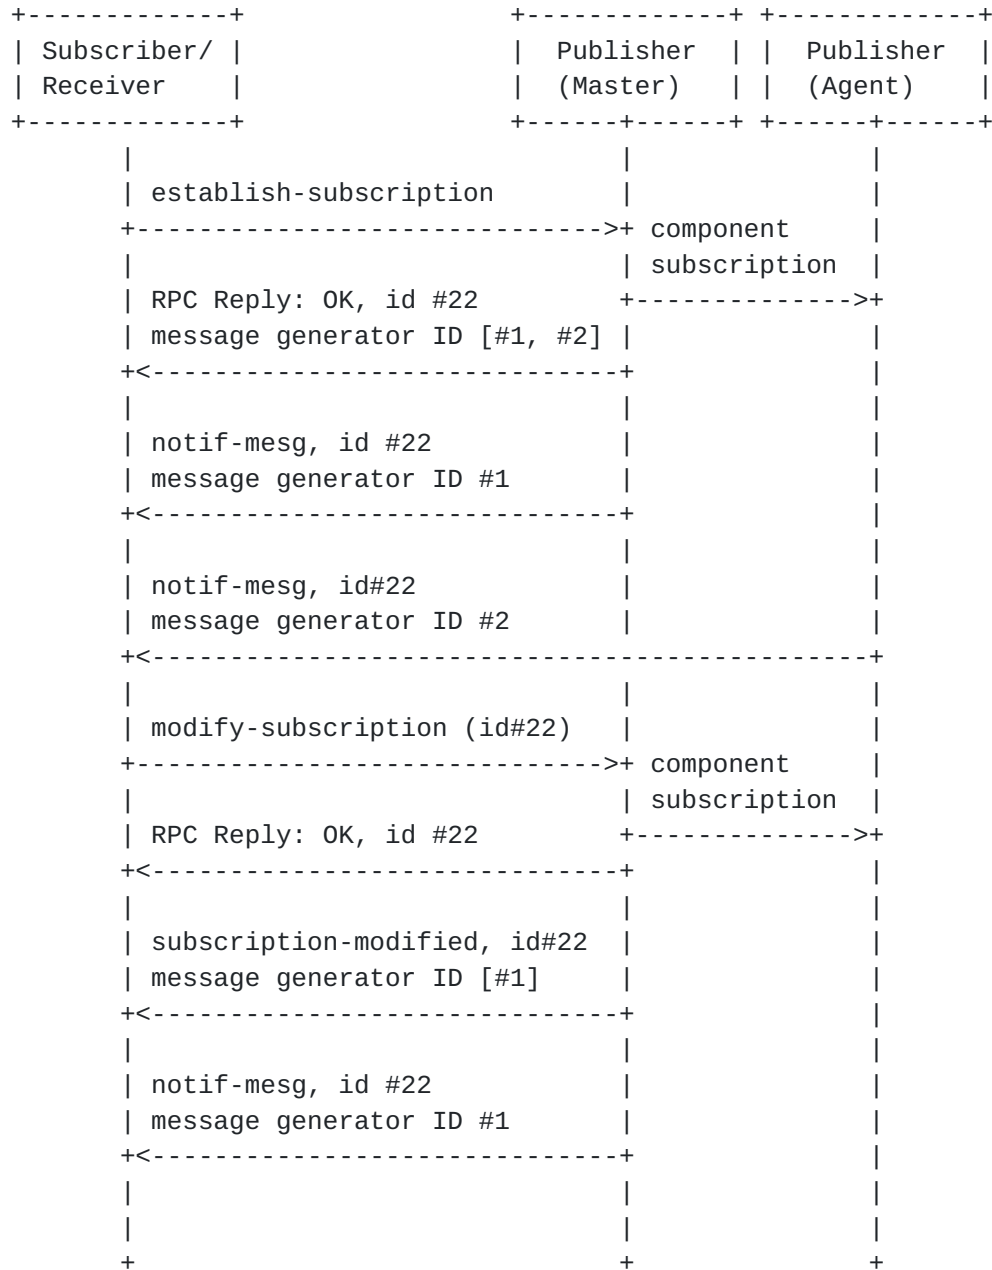 +-------------+                 +-------------+ +-------------+
| Subscriber/ |                 |  Publisher  | |  Publisher  |
| Receiver    |                 |  (Master)   | |  (Agent)    |
+-------------+                 +------+------+ +------+------+
       |                               |               |
       | establish-subscription        |               |
       +------------------------------>+ component     |
       |                               | subscription  |
       | RPC Reply: OK, id #22         +-------------->+
       | message generator ID [#1, #2] |               |
       +<------------------------------+               |
       |                               |               |
       | notif-mesg, id #22            |               |
       | message generator ID #1       |               |
       +<------------------------------+               |
       |                               |               |
       | notif-mesg, id#22             |               |
       | message generator ID #2       |               |
       +<----------------------------------------------+
       |                               |               |
       | modify-subscription (id#22)   |               |
       +------------------------------>+ component     |
       |                               | subscription  |
       | RPC Reply: OK, id #22         +-------------->+
       +<------------------------------+               |
       |                               |               |
       | subscription-modified, id#22  |               |
       | message generator ID [#1]     |               |
       +<------------------------------+               |
       |                               |               |
       | notif-mesg, id #22            |               |
       | message generator ID #1       |               |
       +<------------------------------+               |
       |                               |               |
       |                               |               |
       +                               +               +